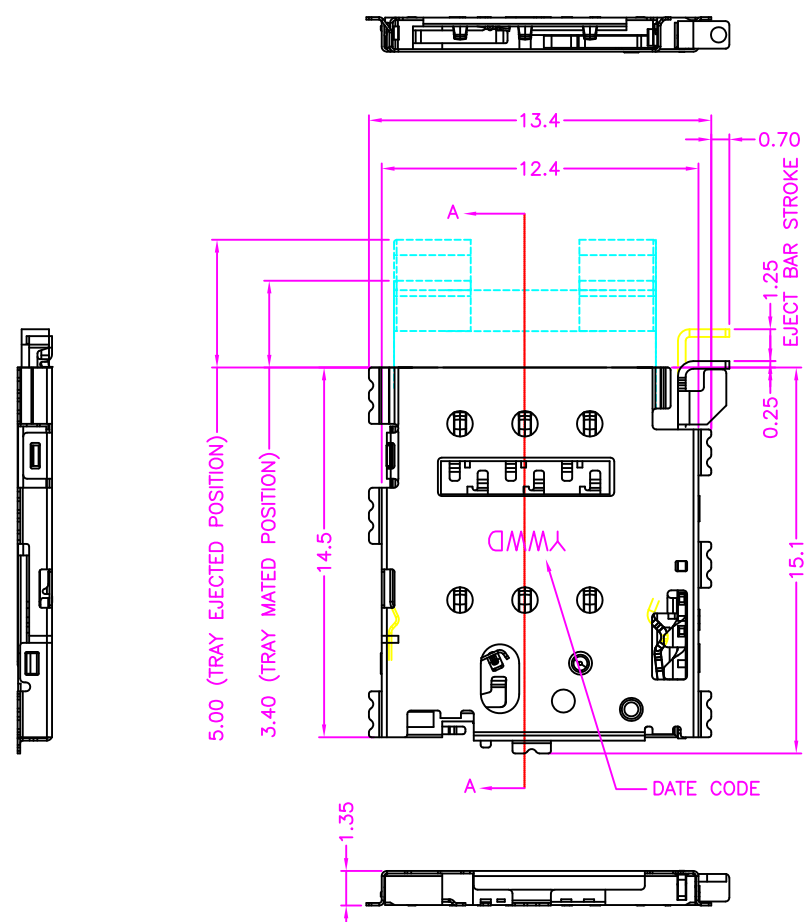 13.4
0.70
12.4
A
EJECT BAR STROKE
1.25
0.25
5.00 (TRAY EJECTED POSITION)
3.40 (TRAY MATED POSITION)
14.5
YWWD
15.1
A
DATE CODE
1.35